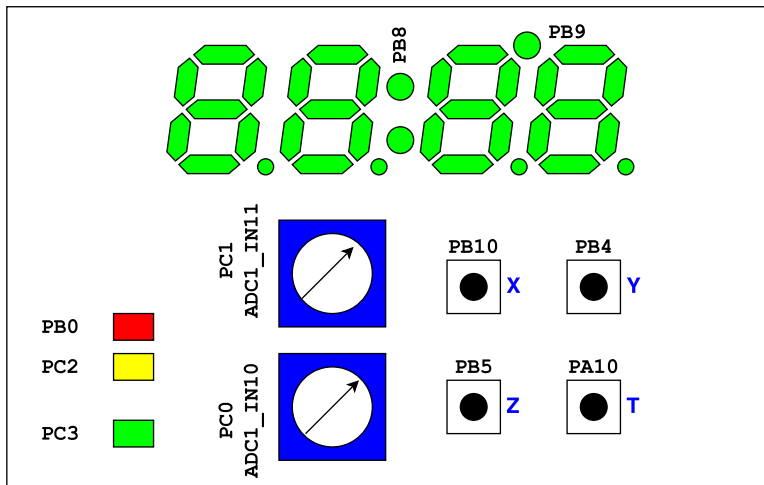 PB8
PB9
PC1
ADC1_IN11
PB10
PB4
X
Y
PB0
PC2
PC3
PC0
ADC1_IN10
PB5
PA10
Z
T